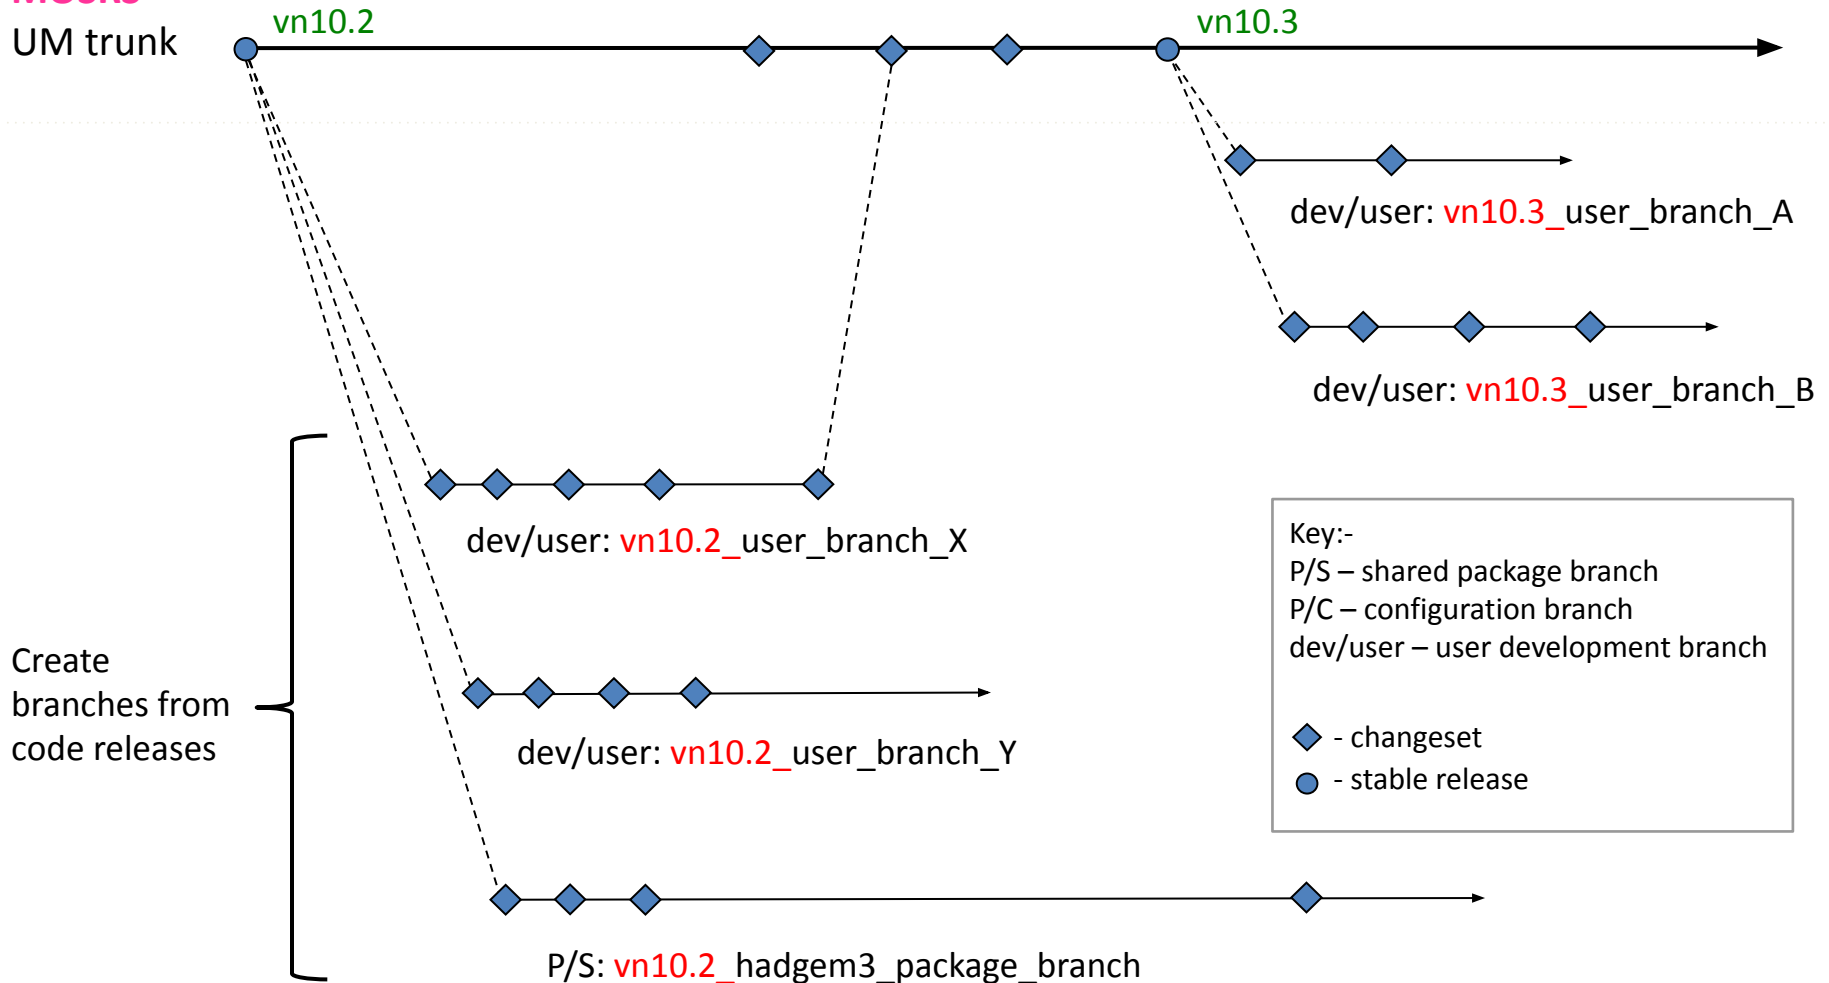 UM trunk
vn10.2
vn10.3
dev/user: vn10.3_user_branch_A
dev/user: vn10.3_user_branch_B
dev/user: vn10.2_user_branch_X
Key:-
P/S – shared package branch
P/C – configuration branch
dev/user – user development branch
- changeset
- stable release
Create
branches from
code releases
dev/user: vn10.2_user_branch_Y
P/S: vn10.2_hadgem3_package_branch